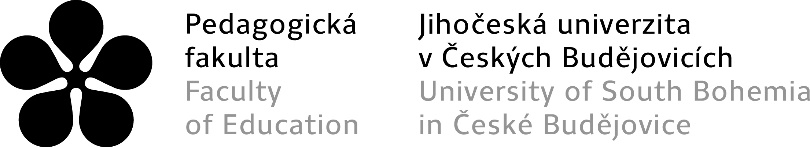 Pedagogická
fakulta
Faculty
of Education
Jihočeská univerzita
v Českých Budějovicích
University of South Bohemia
in České Budějovice